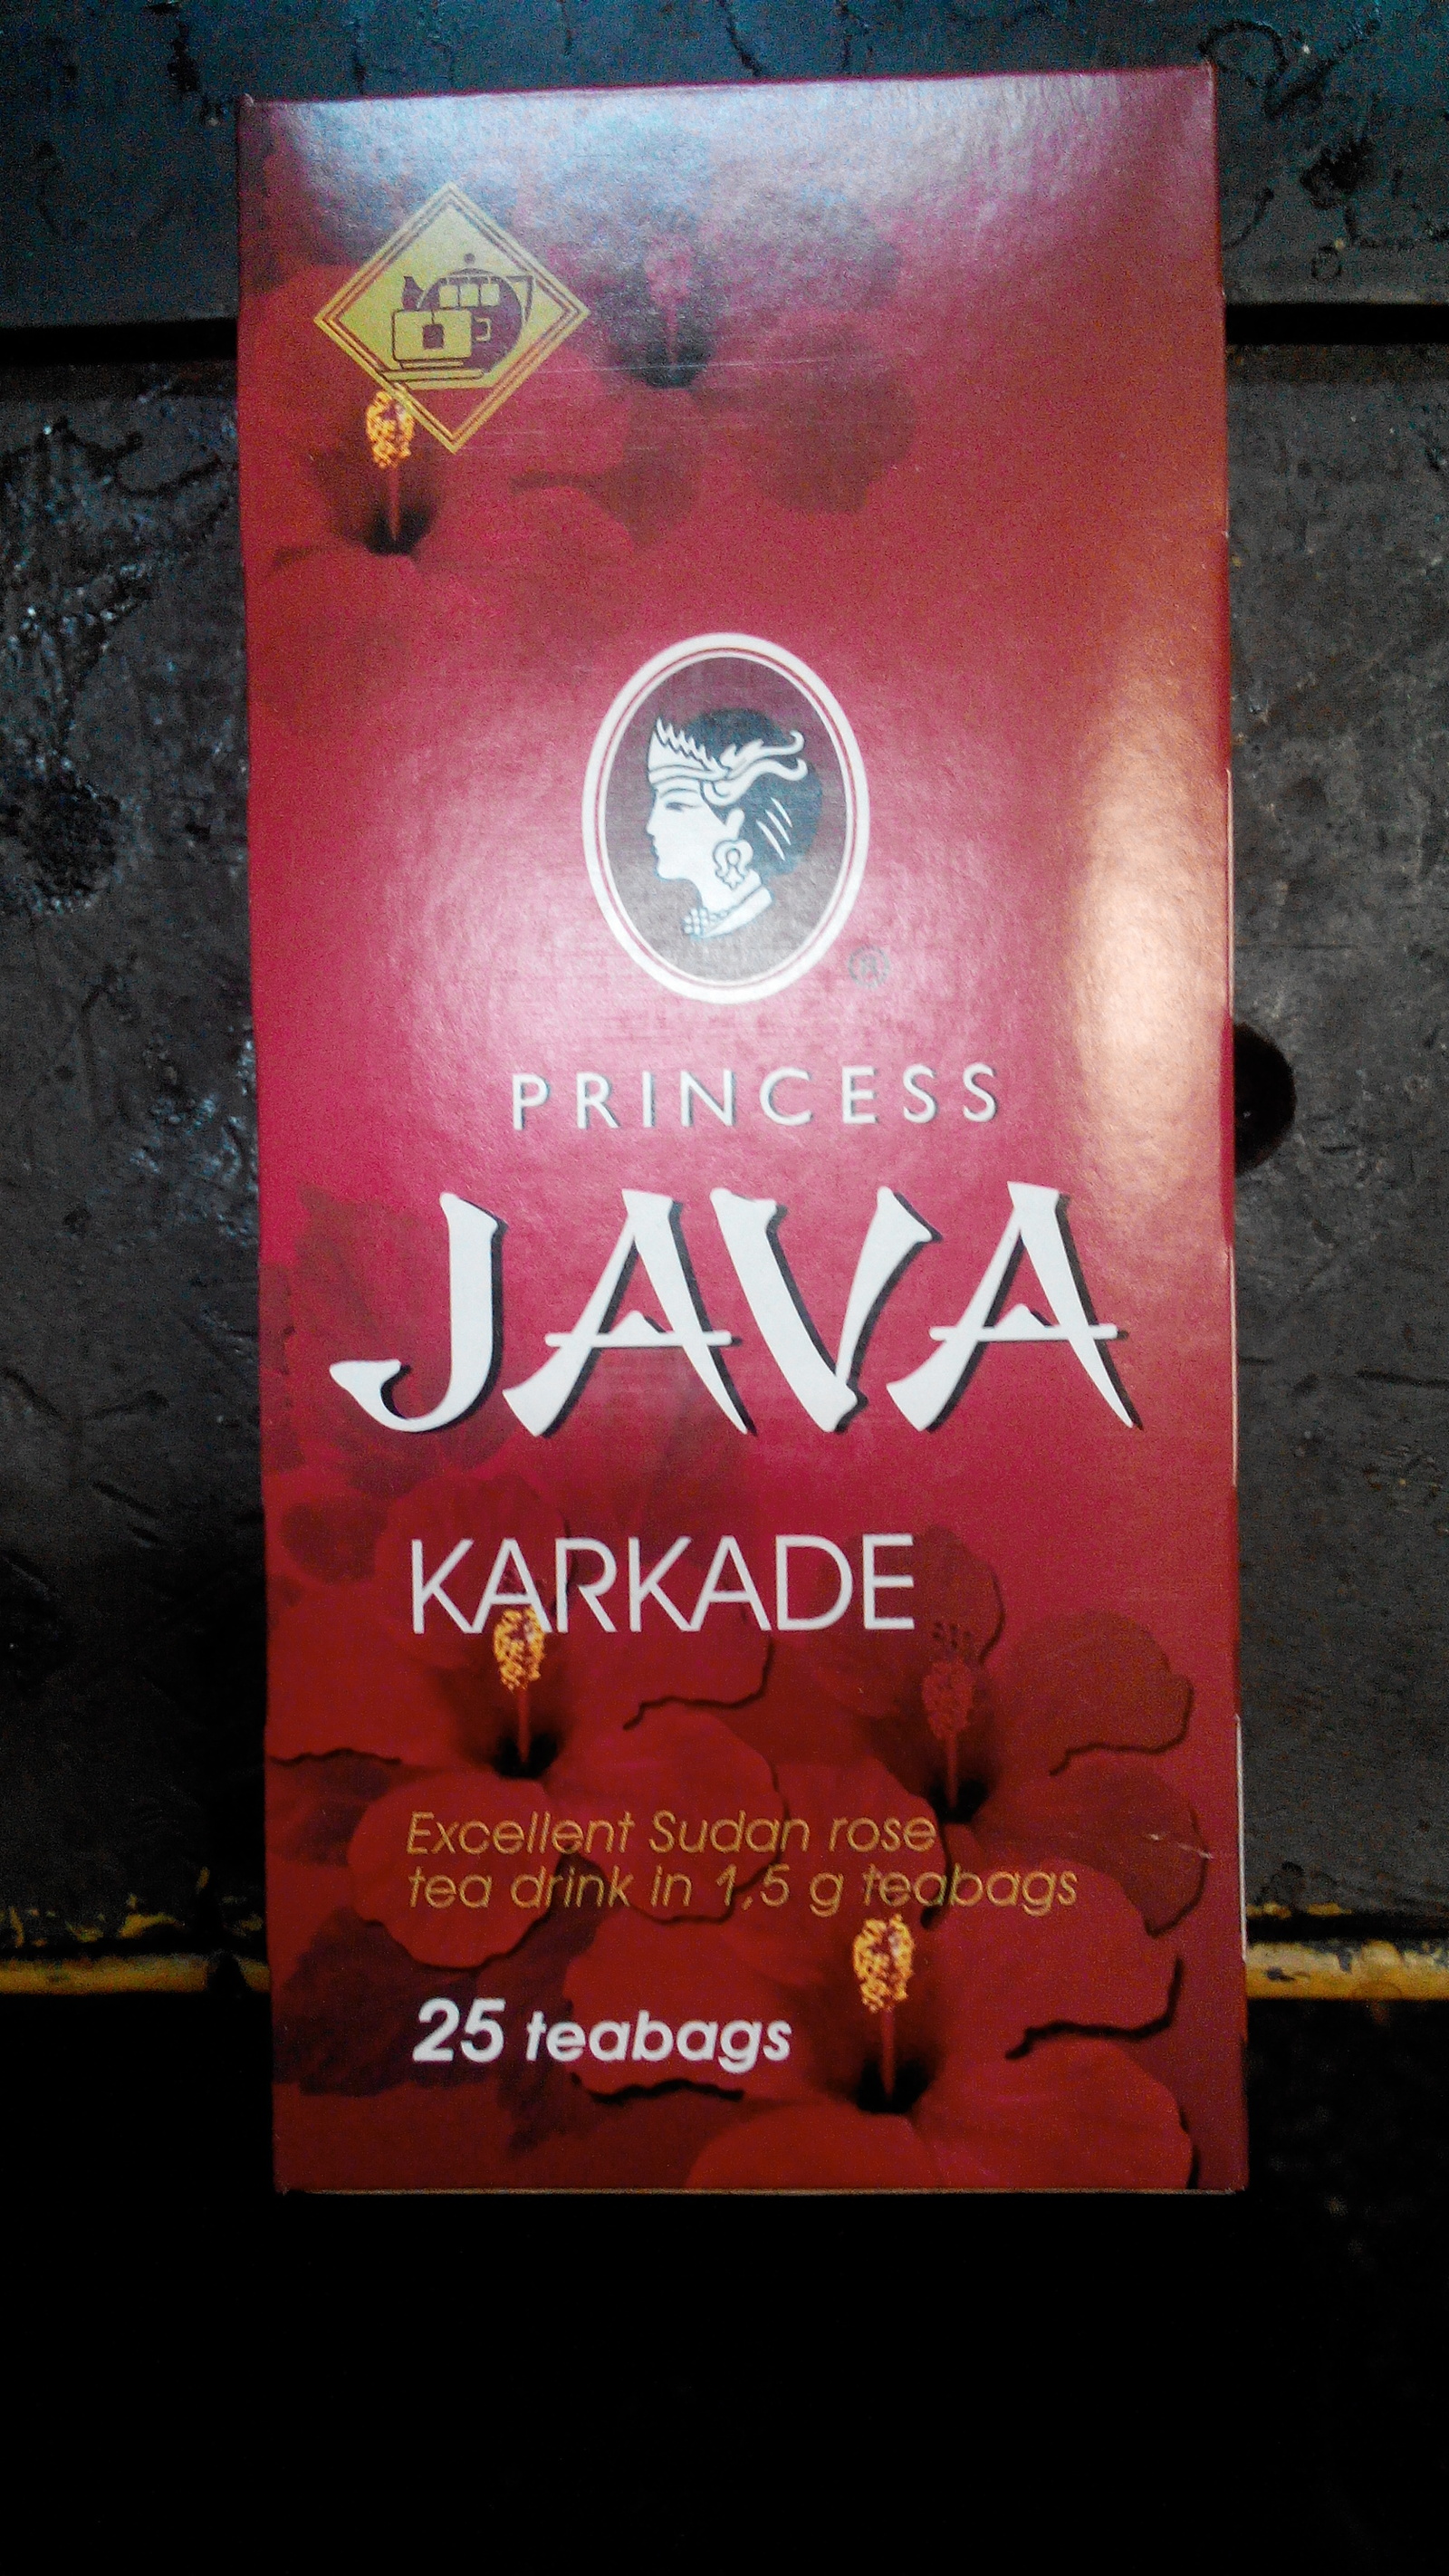 ®
PRINCESS
JAVA
KARKADE
Excellent Sudan rose
tea drink in 1,5 g teabags
25 teabags